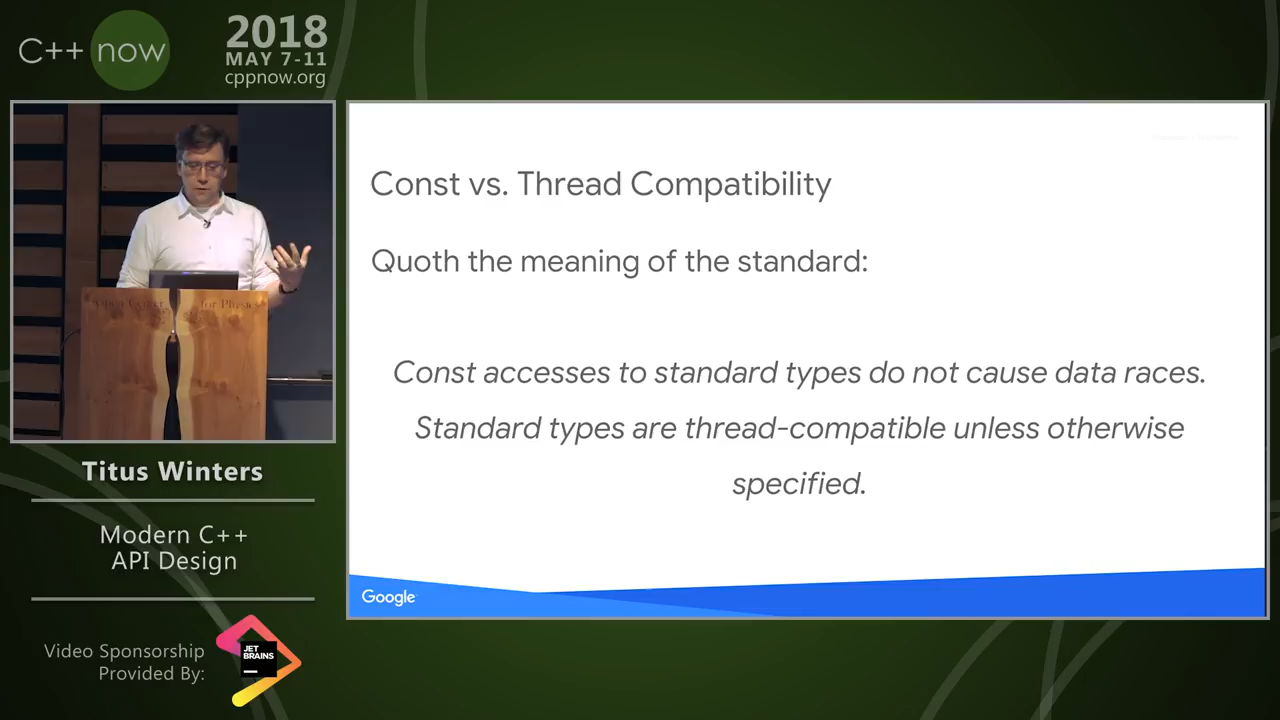 C++ now
2018
MAY 7-11
cppnow.org
Const vs. Thread Compatibility
Quoth the meaning of the standard:
Const accesses to standard types do not cause data races.
Standard types are thread-compatible unless otherwise
specified.
Google
for Physics
Titus Winters
Modern C++
API Design
Video Sponsorship
Provided By:
JET
BRAINS